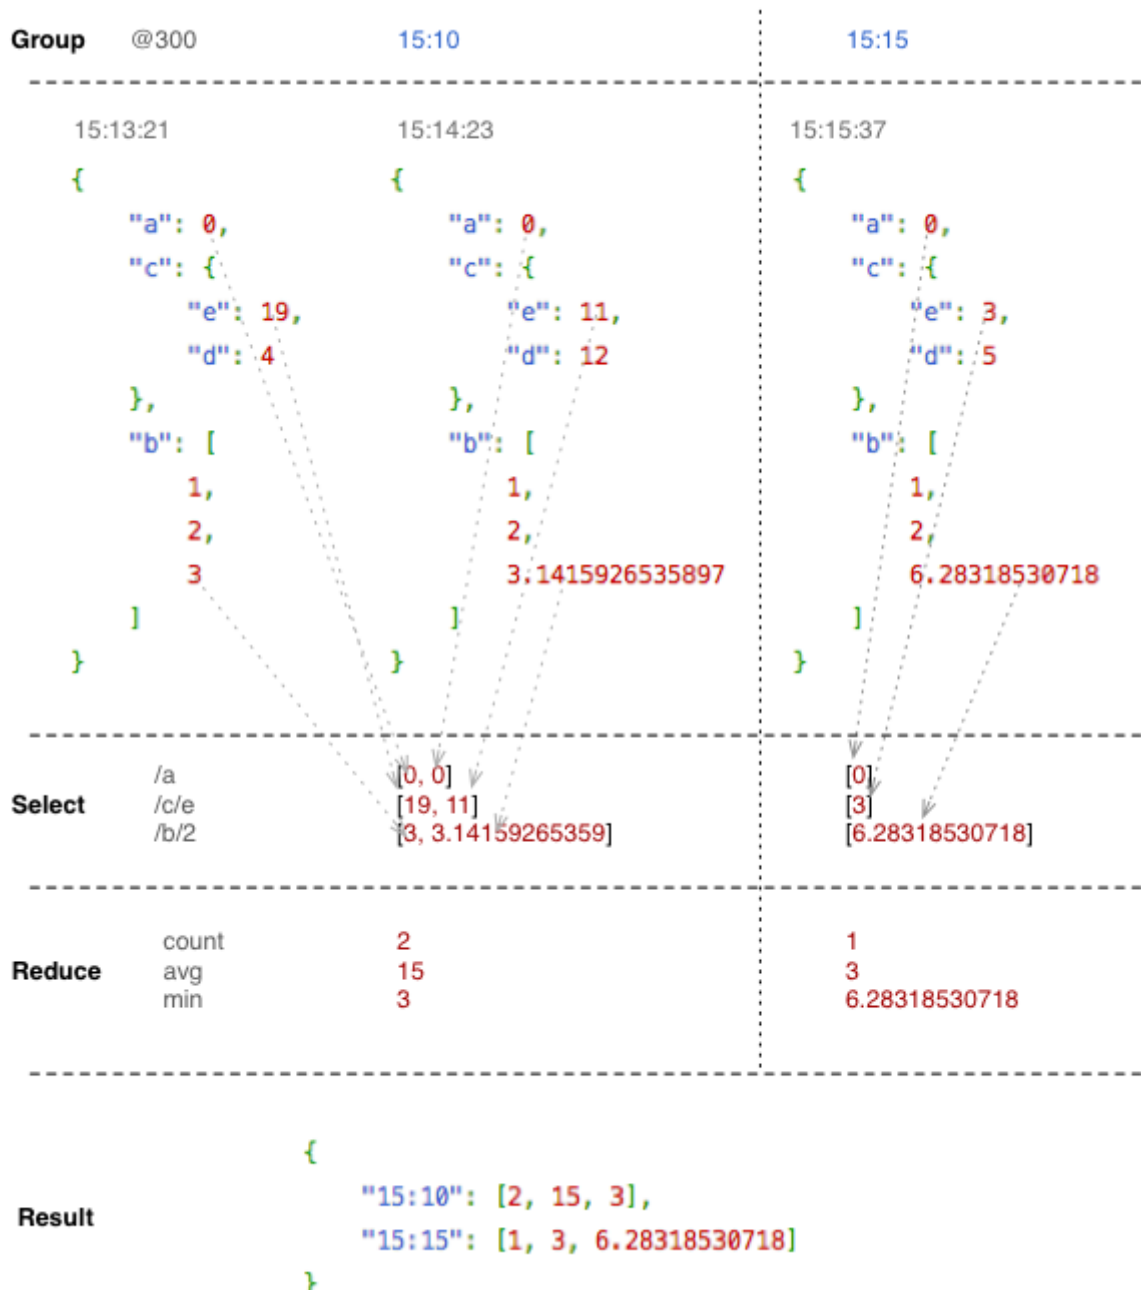 Group @300 15:10 15:15
15:13:21 15:14:23 15:15:37
{ { {
"a": 0, "a": 0, "a": 0,
"c": { "c": { "c": {
"e": 19, "e": 11, "e": 3,
"d": 4 "d": 12 "d": 5
}, }, },
"b": [ "b": [ "b": [
1, 1, 1,
2, 2, 2,
3 3.1415926535897 6.28318530718
] ] ]
} } }
/a [0, 0] [0]
Select /c/e [19, 11] [3]
/b/2 [3, 3.14159265359] [6.28318530718]
count 2 1
Reduce avg 15 3
min 3 6.28318530718
{
"15:10": [2, 15, 3],
Result
"15:15": [1, 3, 6.28318530718]
}